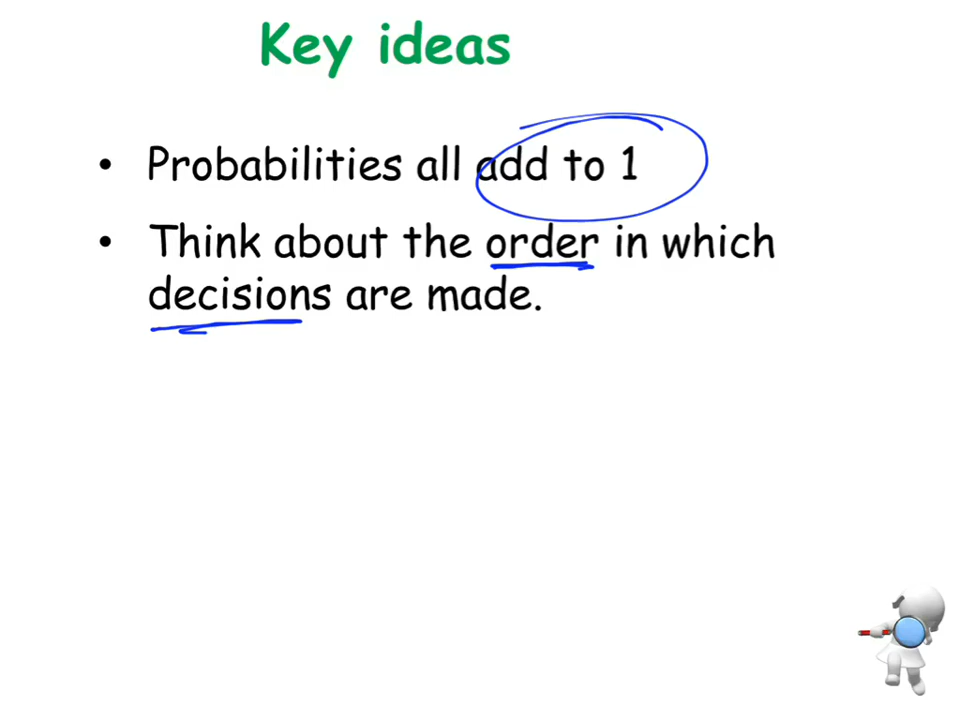 Key ideas
• Probabilities all add to 1
• Think about the order in which
decisions are made.